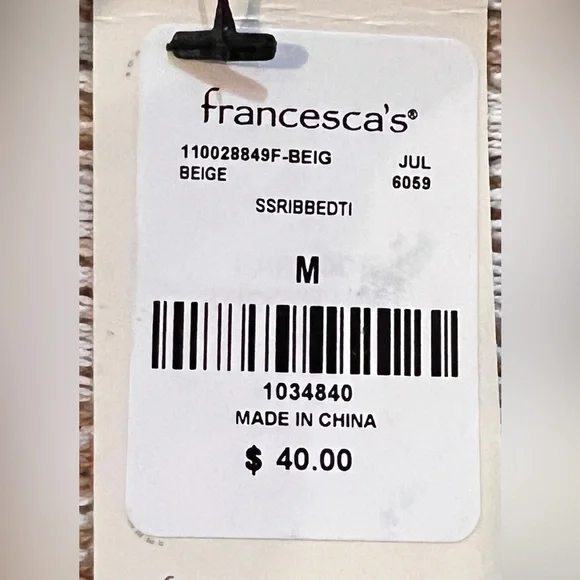 francesca's®
110028849F-BEIG JUL
BEIGE 6059
SSRIBBEDTI
M
1034840
MADE IN CHINA
$ 40.00